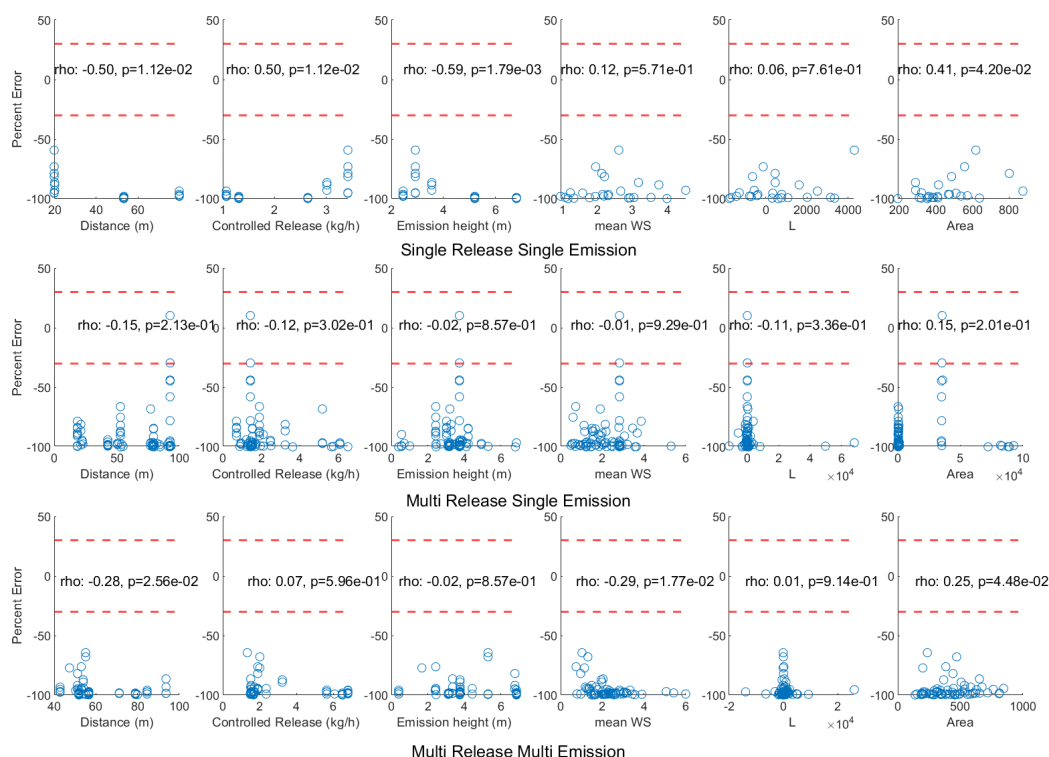 50
0
-50
-100
Percent Error
rho: -0.50, p=1.12e-02
rho: 0.50, p=1.12e-02
rho: -0.59, p=1.79e-03
rho: 0.12, p=5.71e-01
rho: 0.06, p=7.61e-01
rho: 0.41, p=4.20e-02
50 0 -50 -100
50 0 -50 -100
50 0 -50 -100
50 0 -50 -100
50 0 -50 -100
20 40 60 80
1 2 3
2 4 6
1 2 3 4
0 2000 4000
200 400 600 800
Distance (m)
Controlled Release (kg/h)
Emission height (m)
mean WS
L
Area
Single Release Single Emission
50
0
-50
-100
Percent Error
rho: -0.15, p=2.13e-01
rho: -0.12, p=3.02e-01
rho: -0.02, p=8.57e-01
rho: -0.01, p=9.29e-01
rho: -0.11, p=3.36e-01
rho: 0.15, p=2.01e-01
50 0 -50 -100
50 0 -50 -100
50 0 -50 -100
50 0 -50 -100
50 0 -50 -100
0 50 100
0 2 4 6
0 2 4 6
0 2 4 6
0 2 4 6
0 5 10
Distance (m)
Controlled Release (kg/h)
Emission height (m)
mean WS
L
×10⁴
Area
×10⁴
Multi Release Single Emission
50
0
-50
-100
Percent Error
rho: -0.28, p=2.56e-02
rho: 0.07, p=5.96e-01
rho: -0.02, p=8.57e-01
rho: -0.29, p=1.77e-02
rho: 0.01, p=9.14e-01
rho: 0.25, p=4.48e-02
50 0 -50 -100
50 0 -50 -100
50 0 -50 -100
50 0 -50 -100
50 0 -50 -100
40 60 80 100
0 2 4 6
0 2 4 6
0 2 4 6
-2 0 2
0 500 1000
Distance (m)
Controlled Release (kg/h)
Emission height (m)
mean WS
L
×10⁴
Area
Multi Release Multi Emission